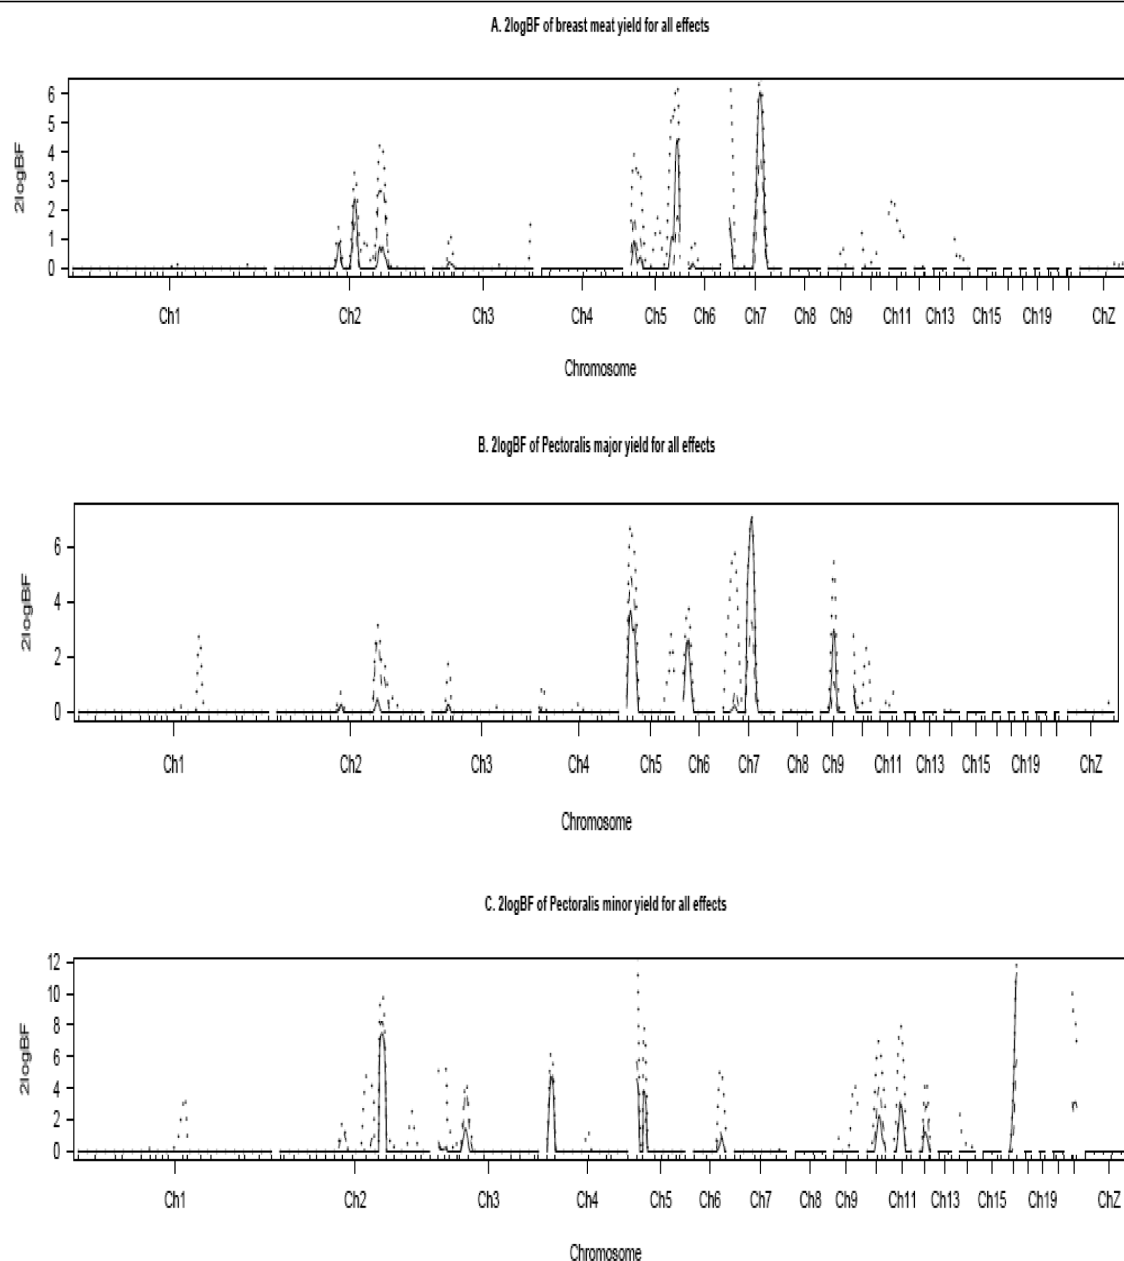 A. 2logBF of breast meat yield for all effects
2logBF
6
5
4
3
2
1
0
Ch1 Ch2 Ch3 Ch4 Ch5 Ch6 Ch7 Ch8 Ch9 Ch11 Ch13 Ch15 Ch19 ChZ
Chromosome
B. 2logBF of Pectoralis major yield for all effects
2logBF
6
4
2
0
Ch1 Ch2 Ch3 Ch4 Ch5 Ch6 Ch7 Ch8 Ch9 Ch11 Ch13 Ch15 Ch19 ChZ
Chromosome
C. 2logBF of Pectoralis minor yield for all effects
2logBF
12
10
8
6
4
2
0
Ch1 Ch2 Ch3 Ch4 Ch5 Ch6 Ch7 Ch8 Ch9 Ch11 Ch13 Ch15 Ch19 ChZ
Chromosome